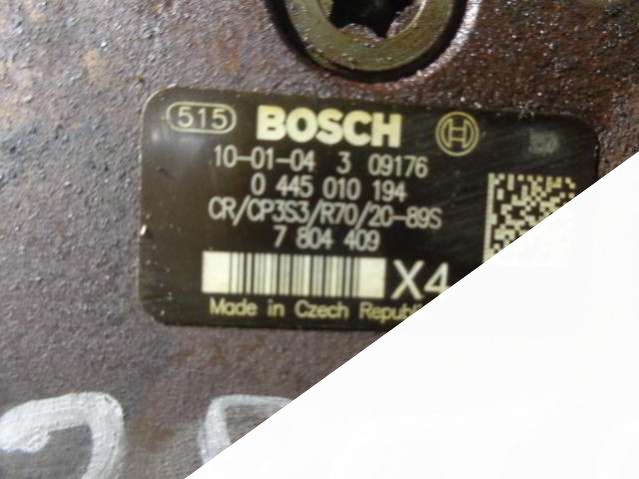 515 BOSCH
10-01-04 3 09176
0 445 010 194
CR/CP3S3/R70/20-89S
7 804 409
X4
Made in Czech